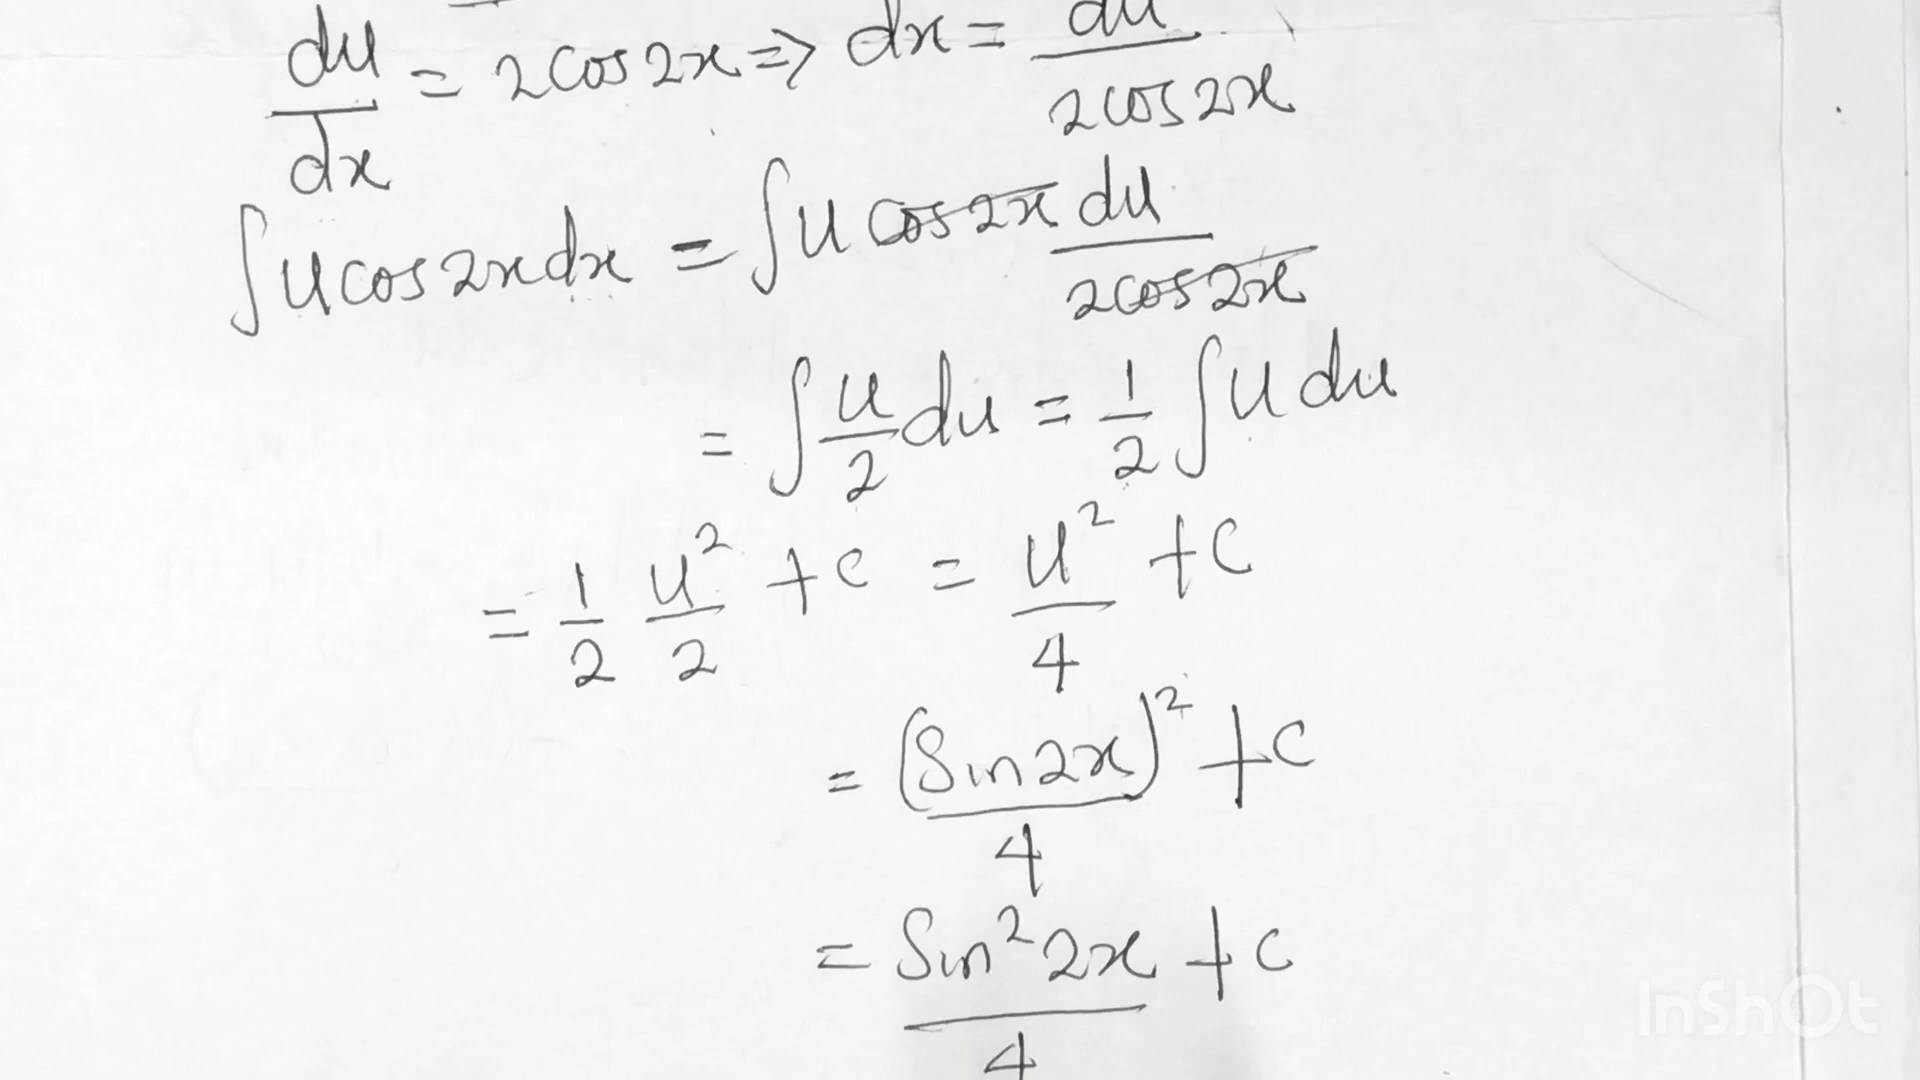 du/dx = 2cos2x => dx = du/2cos2x
∫ucos2xdx = ∫u cos2x du/2cos2x
= ∫u/2 du = 1/2 ∫u du
= 1/2 u²/2 + c = u²/4 + c
= (Sin2x)²/4 + c
= Sin²2x/4 + c
InShOt